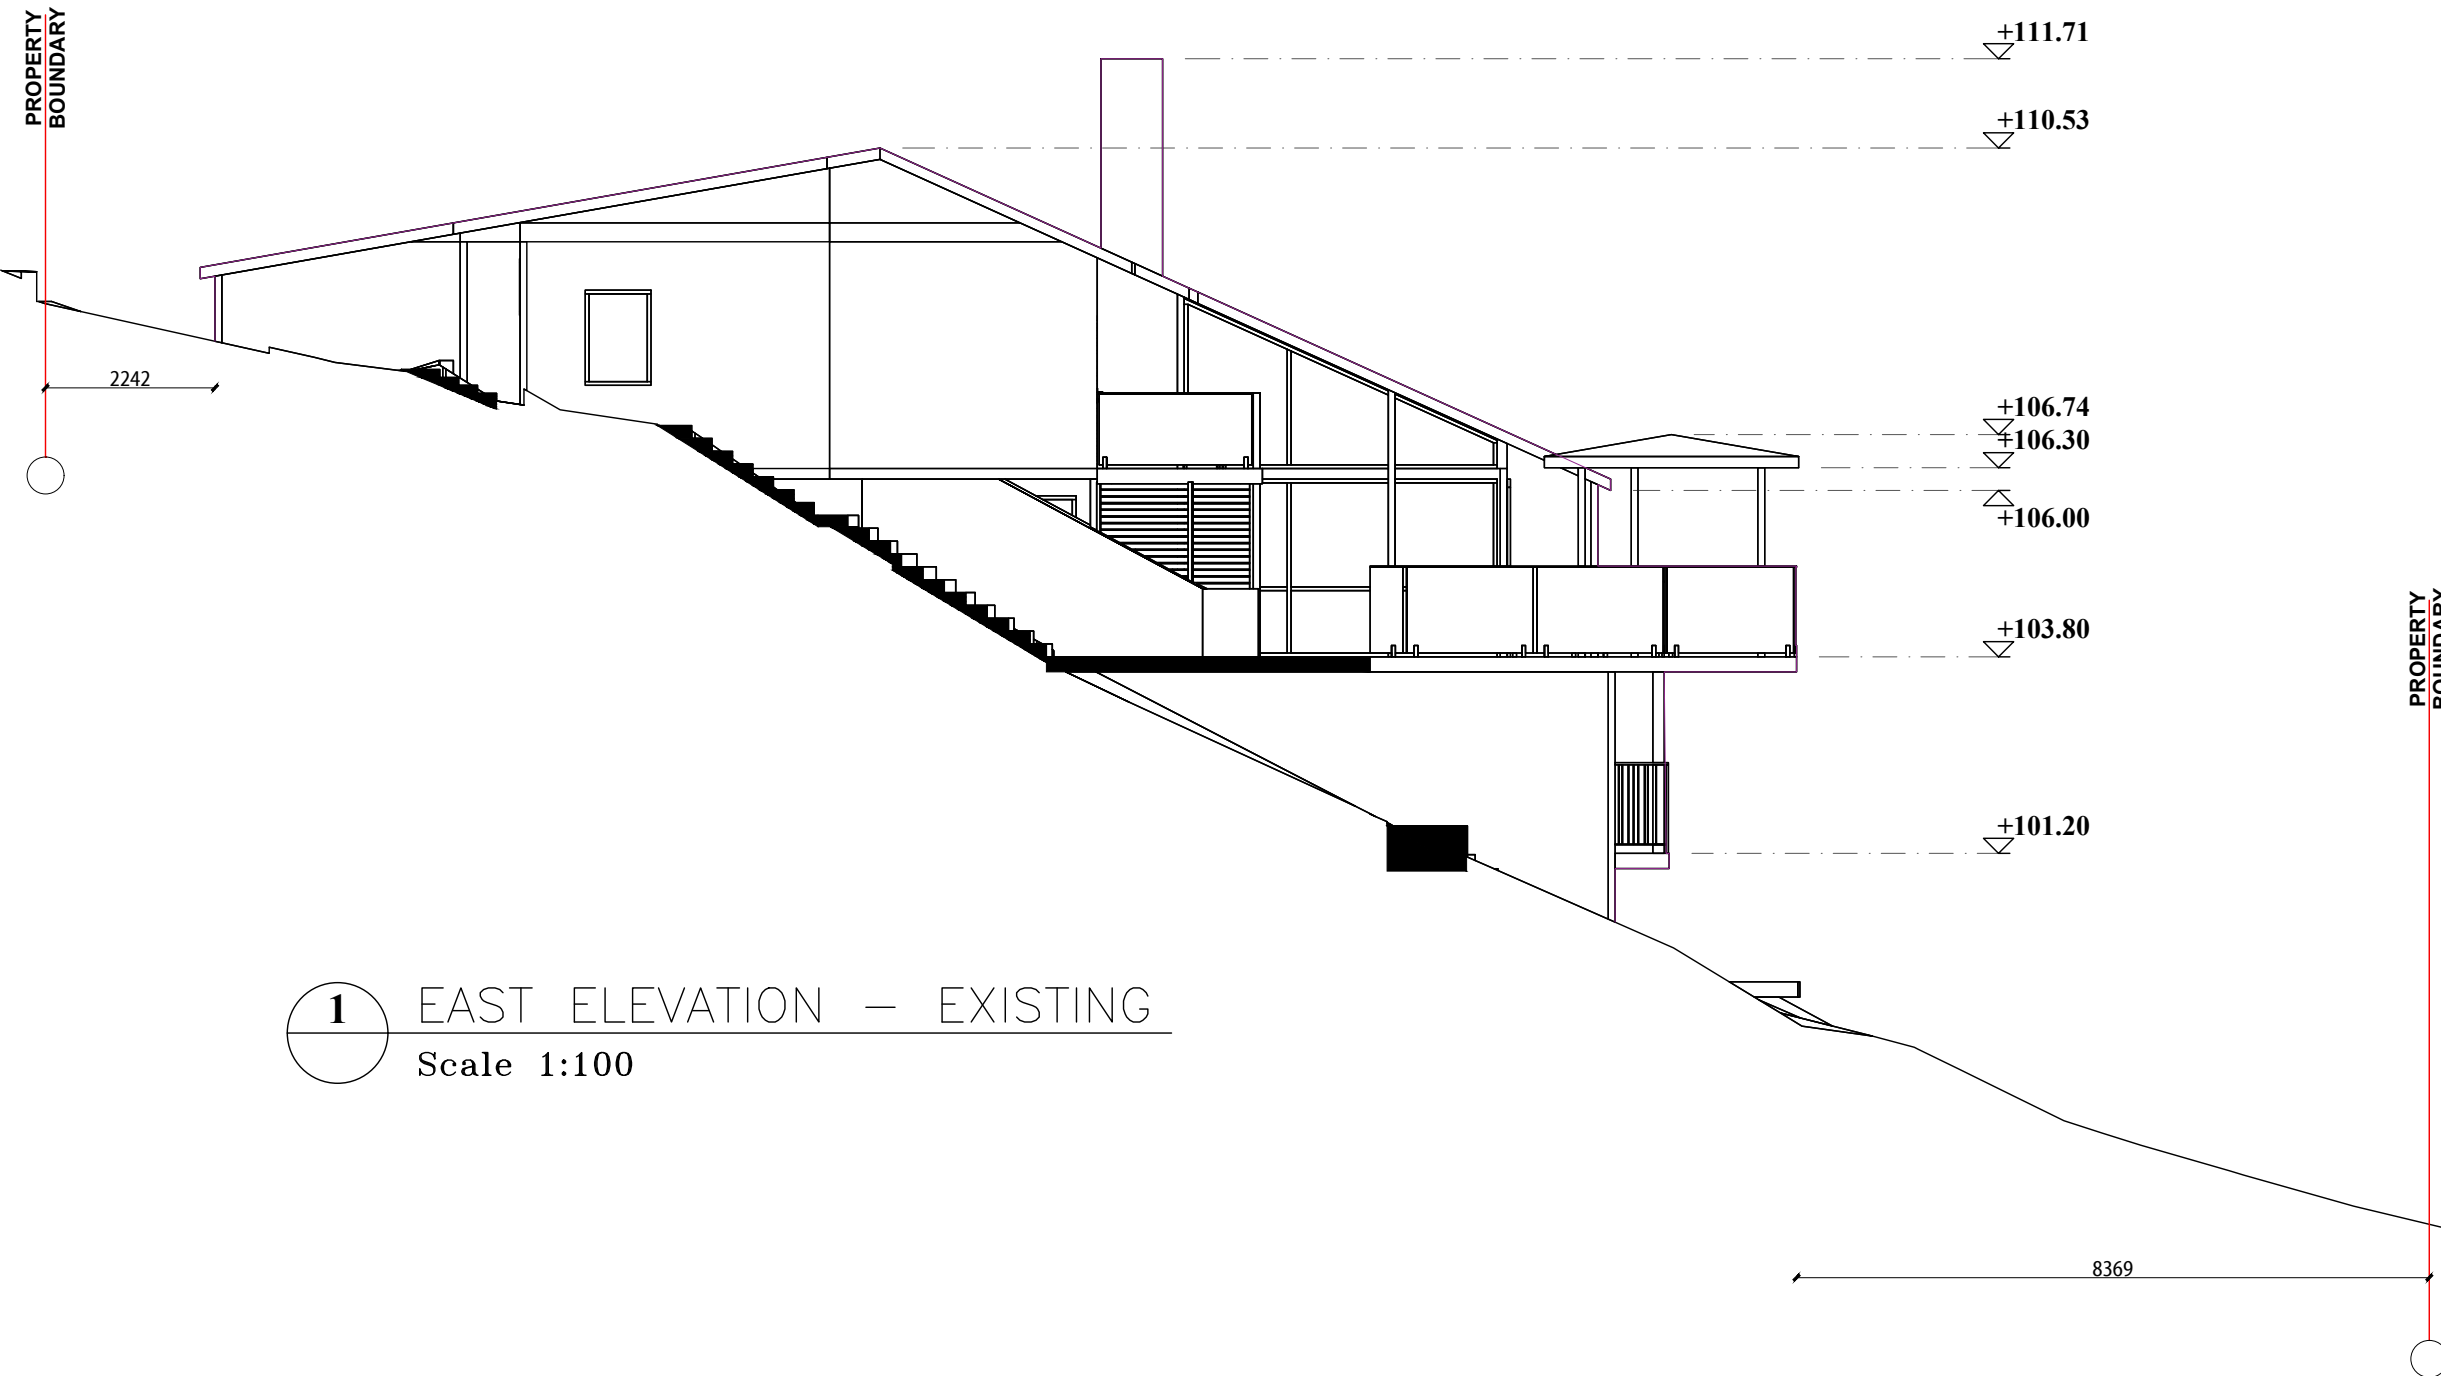 PROPERTY
BOUNDARY
+111.71
+110.53
2242
+106.74
+106.30
+106.00
+103.80
PROPERTY
BOUNDARY
+101.20
1
EAST ELEVATION – EXISTING
Scale 1:100
8369